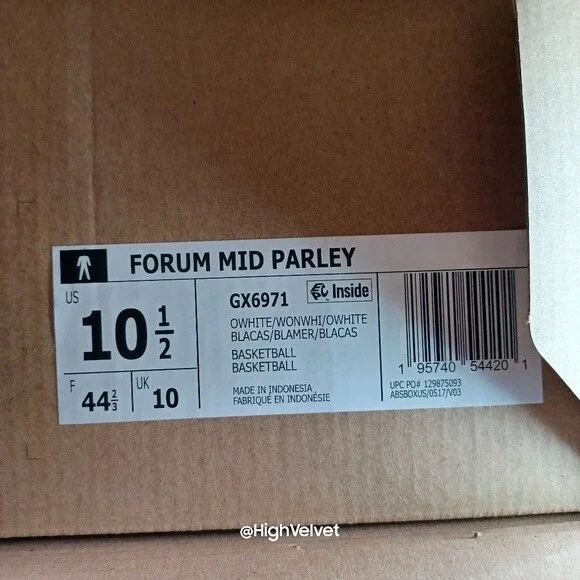 FORUM MID PARLEY
US
10 1/2
F
44 2/3
UK
10
GX6971
Inside
OWHITE/WONWHI/OWHITE
BLACAS/BLAMER/BLACAS
BASKETBALL
BASKETBALL
MADE IN INDONESIA
FABRIQUÉ EN INDONÉSIE
1 95740 54420 1
UPC PO# 129875093
ABSBOXUS/0517/V03
@HighVelvet